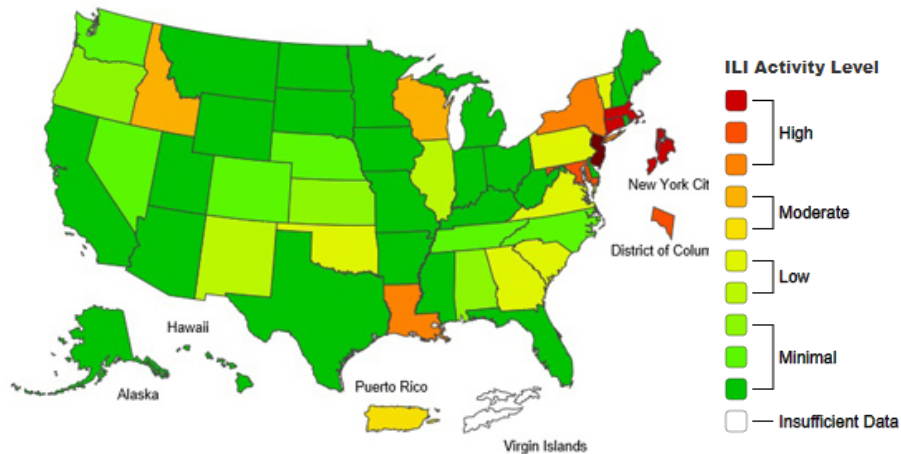 ILI Activity Level
High
New York Cit
Moderate
District of Colum
Low
Hawaii
Minimal
Alaska
Puerto Rico
Insufficient Data
Virgin Islands